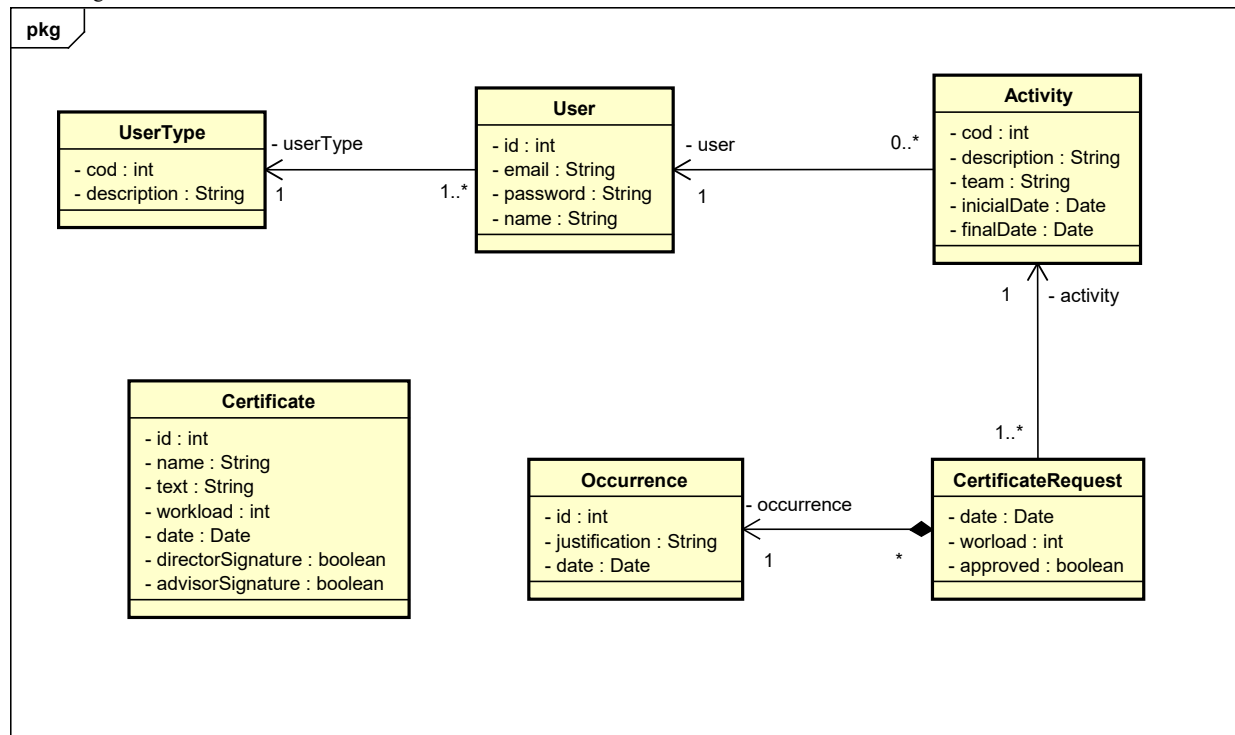 pkg
UserType
- cod : int
- description : String
- userType
1
1..*
User
- id : int
- email : String
- password : String
- name : String
- user
1
0..*
Activity
- cod : int
- description : String
- team : String
- inicialDate : Date
- finalDate : Date
1
- activity
1..*
Certificate
- id : int
- name : String
- text : String
- workload : int
- date : Date
- directorSignature : boolean
- advisorSignature : boolean
Occurrence
- id : int
- justification : String
- date : Date
- occurrence
1
*
CertificateRequest
- date : Date
- worload : int
- approved : boolean